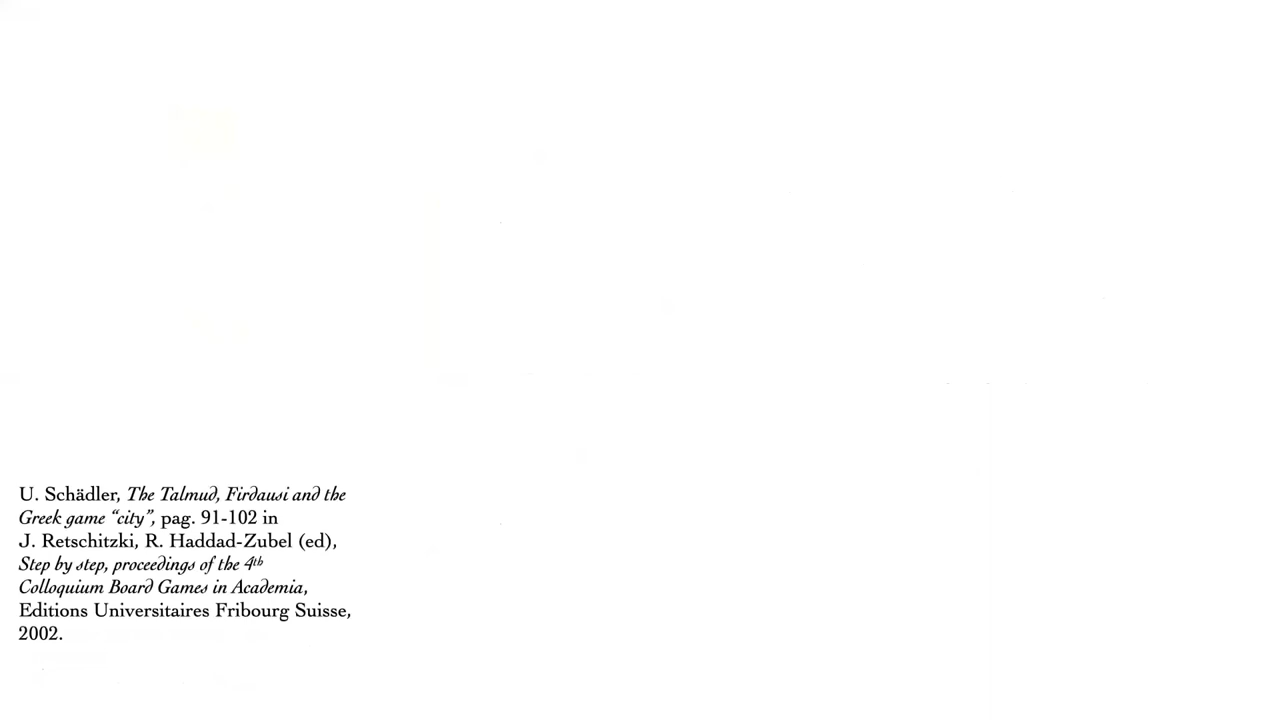 U. Schädler, The Talmud, Firdausi and the
Greek game “city”, pag. 91-102 in
J. Retschitzki, R. Haddad-Zubel (ed),
Step by step, proceedings of the 4th
Colloquium Board Games in Academia,
Editions Universitaires Fribourg Suisse,
2002.